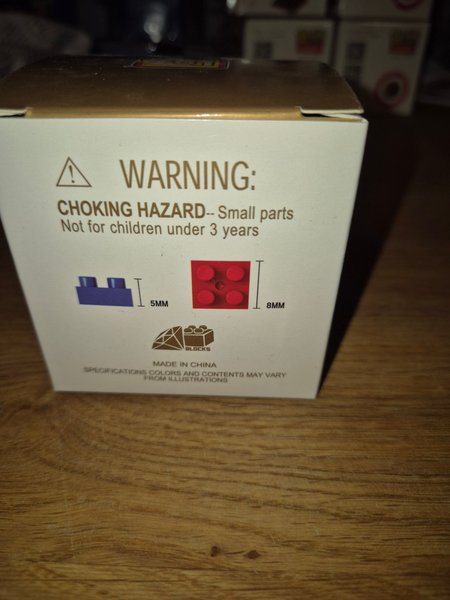 WARNING:
CHOKING HAZARD-- Small parts
Not for children under 3 years
5MM
8MM
BLOCKS
MADE IN CHINA
SPECIFICATIONS COLORS AND CONTENTS MAY VARY
FROM ILLUSTRATIONS